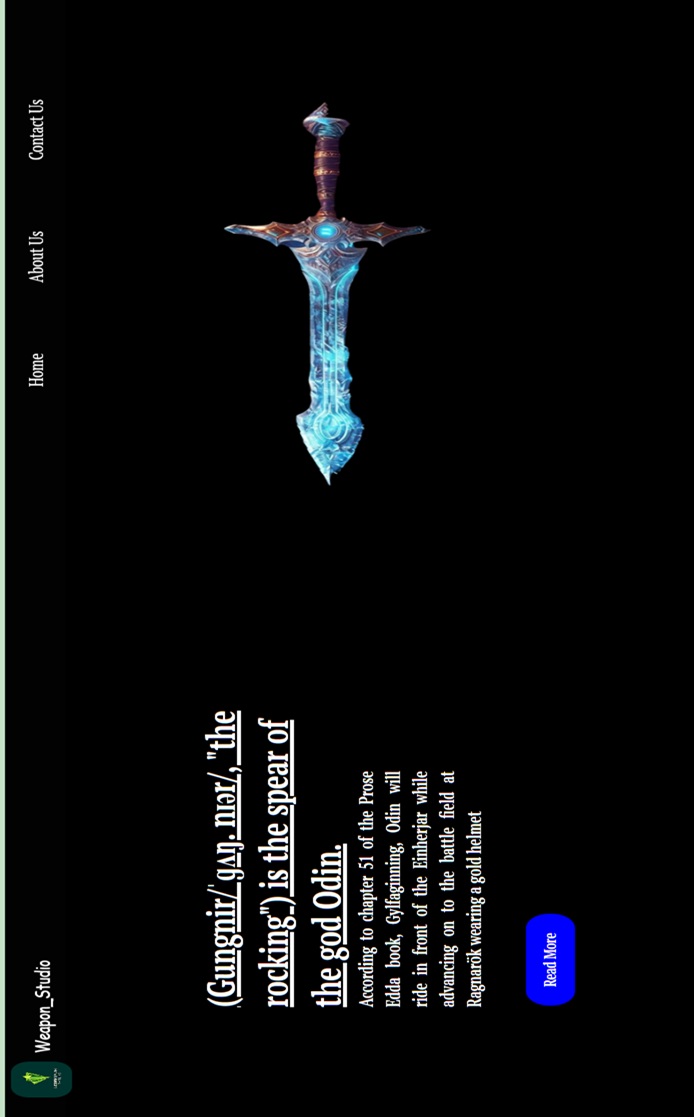 Weapon_Studio
Home
About Us
Contact Us
(Gungnir/ˈɡʌŋ. nɪər/, "the
rocking") is the spear of
the god Odin.
According to chapter 51 of the Prose
Edda book, Gylfaginning, Odin will
ride in front of the Einherjar while
advancing on to the battle field at
Ragnarök wearing a gold helmet
Read More